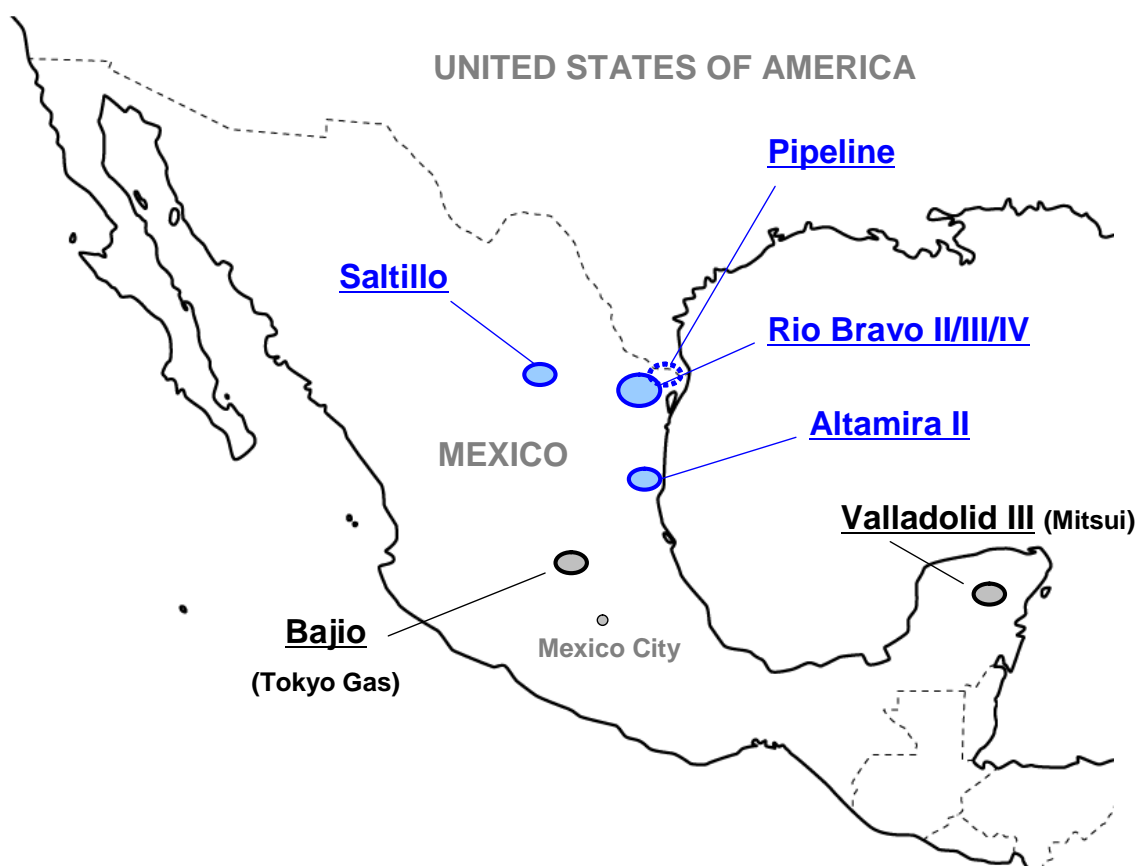 UNITED STATES OF AMERICA
Pipeline
Saltillo
Rio Bravo II/III/IV
Altamira II
MEXICO
Valladolid III (Mitsui)
Bajio
(Tokyo Gas)
Mexico City